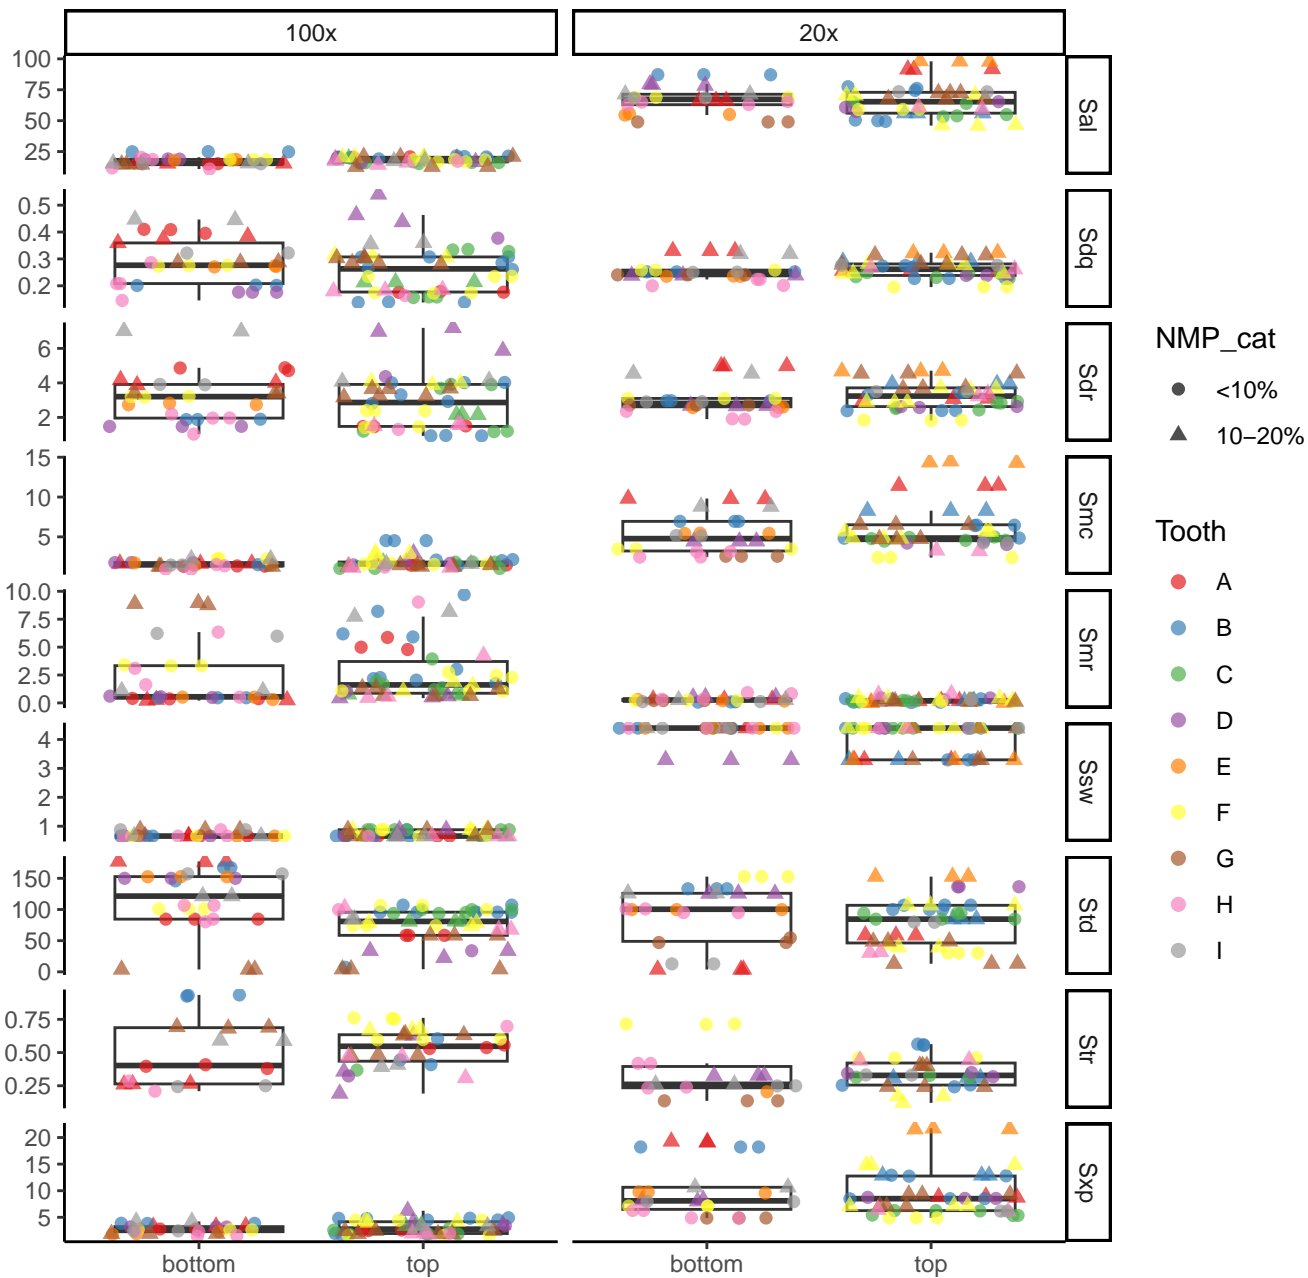 100x
20x
100
75
50
25
Sal
0.5
0.4
0.3
0.2
Sdq
6
4
2
Sdr
15
10
5
Smc
10.0
7.5
5.0
2.5
0.0
Smr
4
3
2
1
Ssw
150
100
50
0
Std
0.75
0.50
0.25
Str
20
15
10
5
Sxp
bottom
top
bottom
top
NMP_cat
<10%
10−20%
Tooth
A
B
C
D
E
F
G
H
I